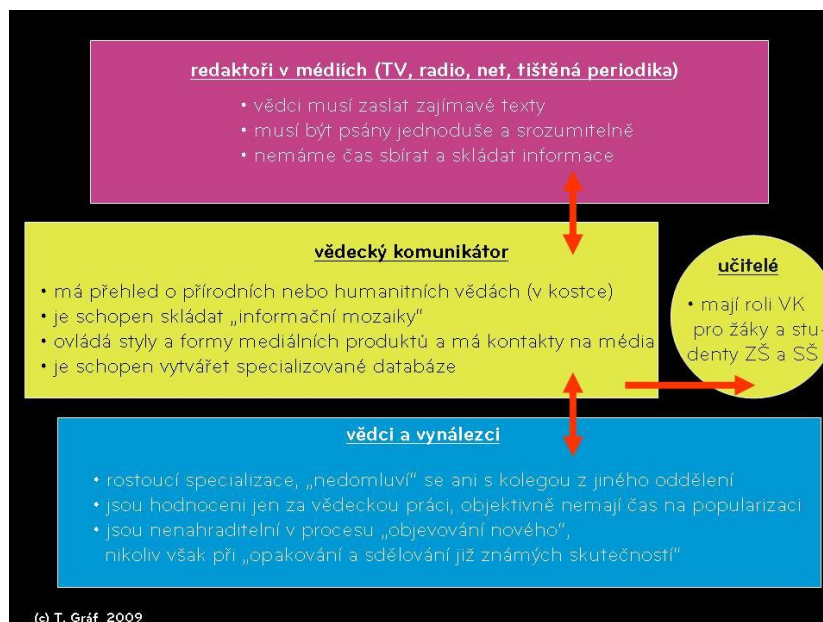 redaktoři v médiích (TV, radio, net, tištěná periodika)
• vědci musí zaslat zajímavé texty
• musí být psány jednoduše a srozumitelně
• nemáme čas sbírat a skládat informace
vědecký komunikátor
• má přehled o přírodních nebo humanitních vědách (v kostce)
• je schopen skládat „informační mozaiky“
• ovládá styly a formy mediálních produktů a má kontakty na média
• je schopen vytvářet specializované databáze
učitelé
• mají roli VK
pro žáky a stu-
denty ZŠ a SŠ
vědci a vynálezci
• rostoucí specializace, „nedomluví“ se ani s kolegou z jiného oddělení
• jsou hodnoceni jen za vědeckou práci, objektivně nemají čas na popularizaci
• jsou nenahraditelní v procesu „objevování nového“,
nikoliv však při „opakování a sdělování již známých skutečností“
(c) T. Gráf 2009